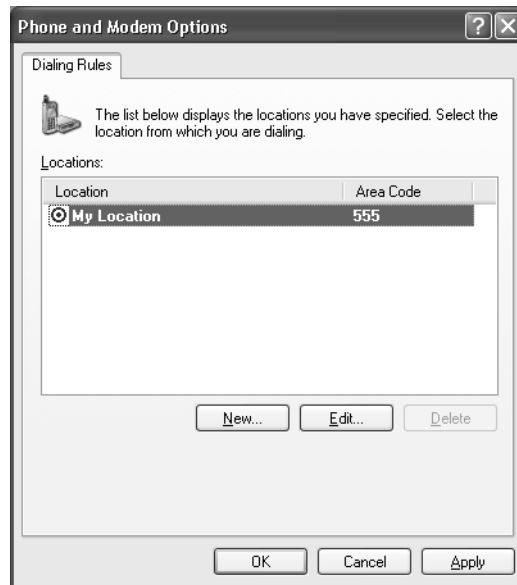 Phone and Modem Options
Dialing Rules
The list below displays the locations you have specified. Select the
location from which you are dialing.
Locations:
Location Area Code
My Location 555
New... Edit... Delete
OK Cancel Apply